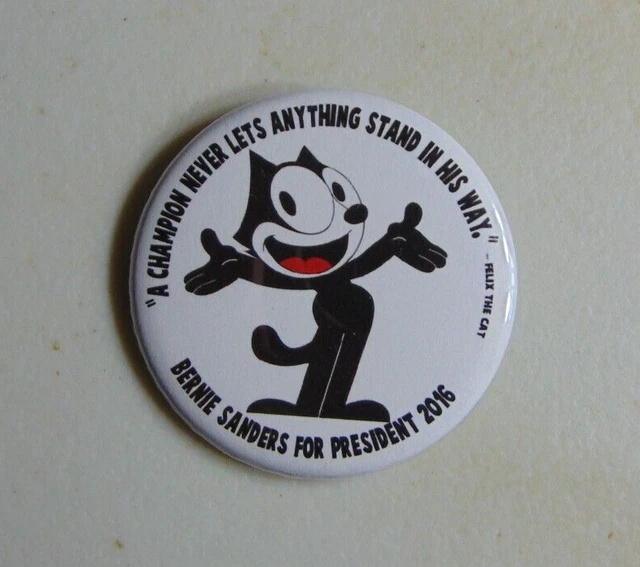 "A CHAMPION NEVER LETS ANYTHING STAND IN HIS WAY."
- FELIX THE CAT
BERNIE SANDERS FOR PRESIDENT 2016